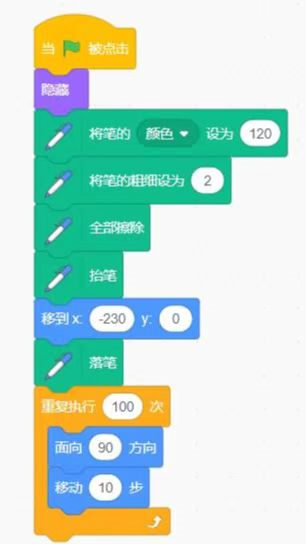 当 被点击
隐藏
将笔的 颜色 设为 120
将笔的粗细设为 2
全部擦除
抬笔
移到 x: -230 y: 0
落笔
重复执行 100 次
面向 90 方向
移动 10 步